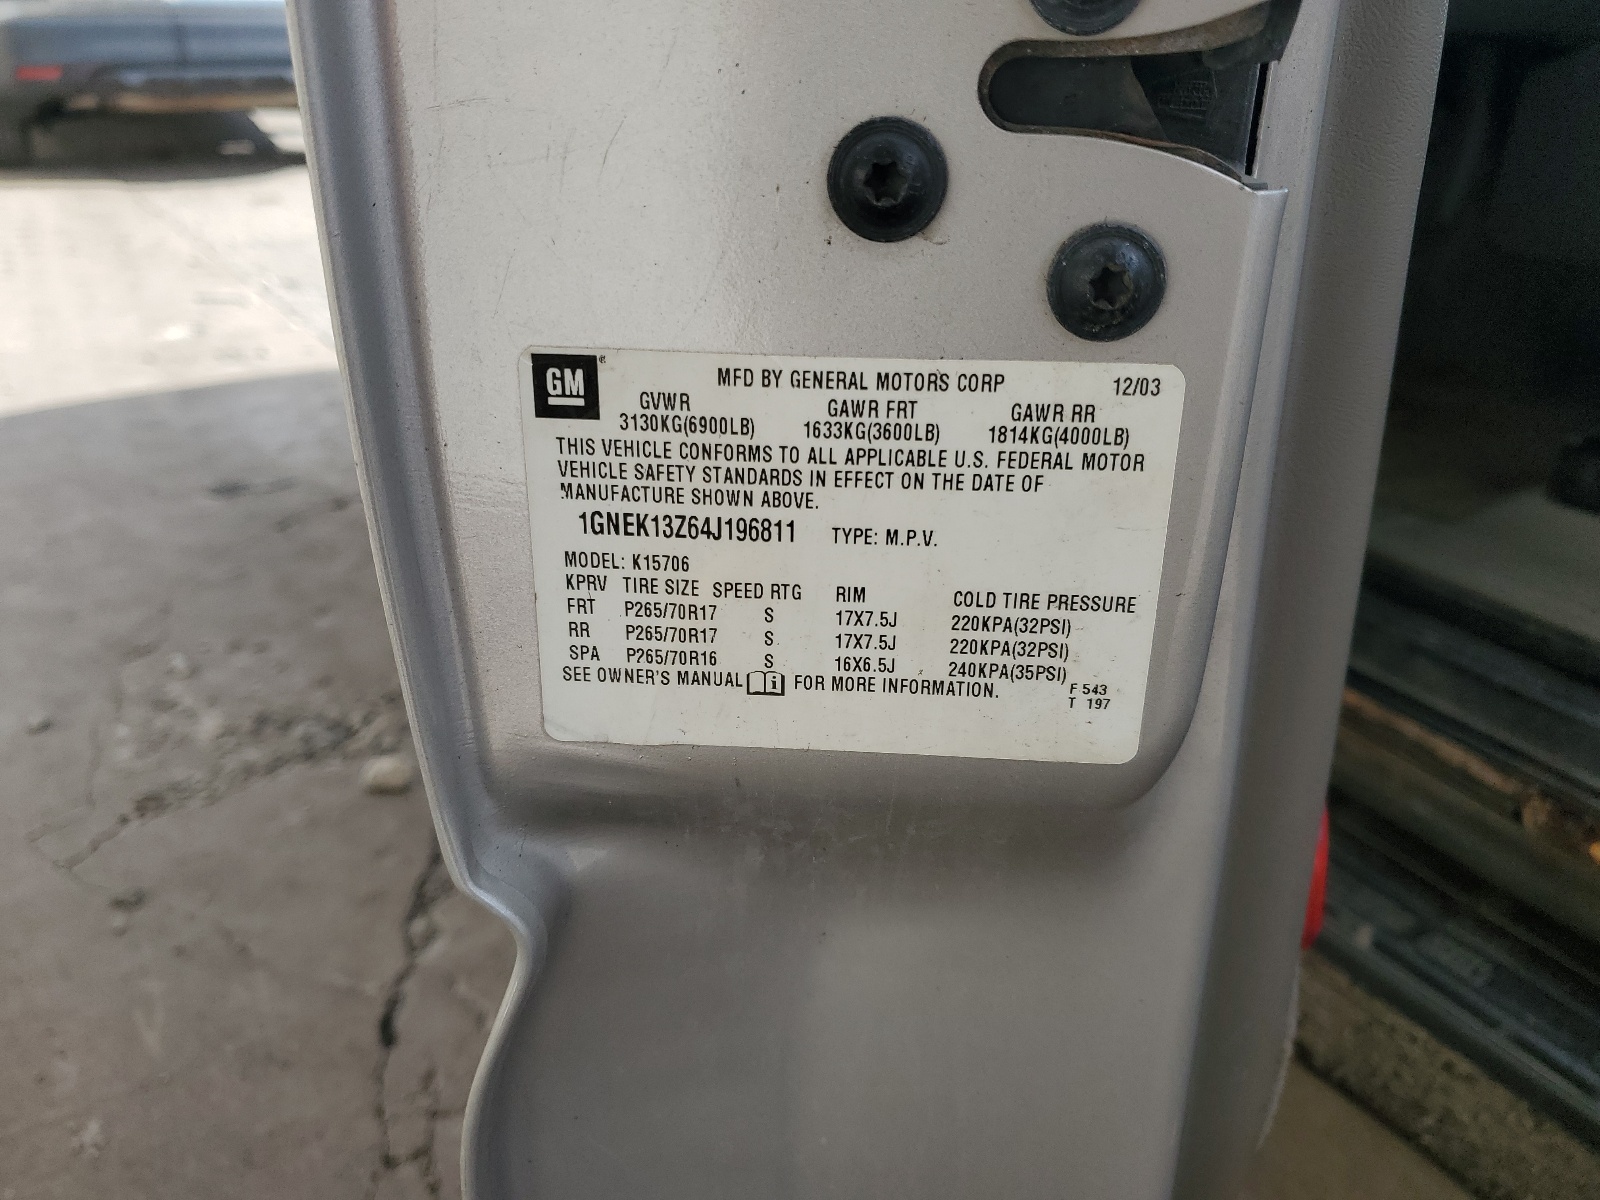 GM ®
MFD BY GENERAL MOTORS CORP 12/03
GVWR GAWR FRT GAWR RR
3130KG(6900LB) 1633KG(3600LB) 1814KG(4000LB)
THIS VEHICLE CONFORMS TO ALL APPLICABLE U.S. FEDERAL MOTOR
VEHICLE SAFETY STANDARDS IN EFFECT ON THE DATE OF
MANUFACTURE SHOWN ABOVE.
1GNEK13Z64J196811 TYPE: M.P.V.
MODEL: K15706
KPRV TIRE SIZE SPEED RTG RIM COLD TIRE PRESSURE
FRT P265/70R17 S 17X7.5J 220KPA(32PSI)
RR P265/70R17 S 17X7.5J 220KPA(32PSI)
SPA P265/70R16 S 16X6.5J 240KPA(35PSI)
SEE OWNER'S MANUAL i FOR MORE INFORMATION.
F 543
T 197